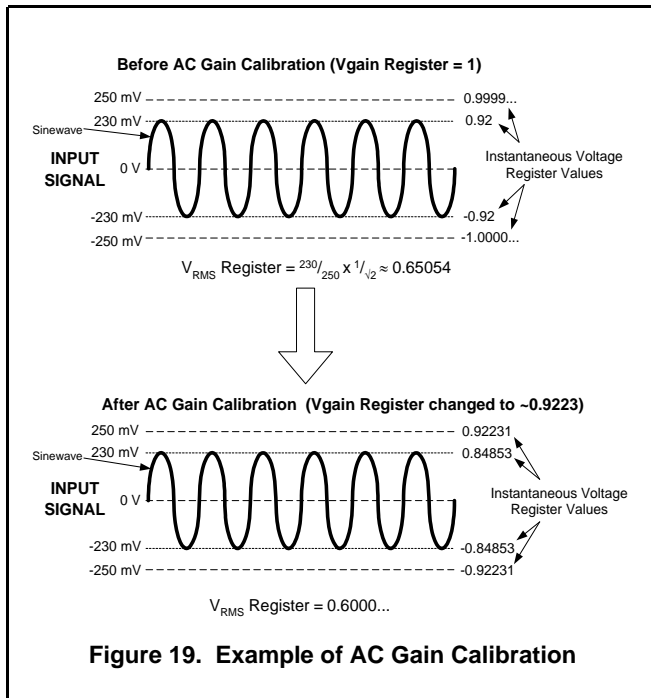 Before AC Gain Calibration (Vgain Register = 1)
250 mV 0.9999...
230 mV 0.92
Sinewave
INPUT SIGNAL
0 V
Instantaneous Voltage
Register Values
-230 mV -0.92
-250 mV -1.0000...
VRMS Register = 230/250 x 1/√2 ≈ 0.65054
After AC Gain Calibration (Vgain Register changed to ~0.9223)
250 mV 0.92231
230 mV 0.84853
Sinewave
INPUT SIGNAL
0 V
Instantaneous Voltage
Register Values
-230 mV -0.84853
-250 mV -0.92231
VRMS Register = 0.6000...
Figure 19. Example of AC Gain Calibration